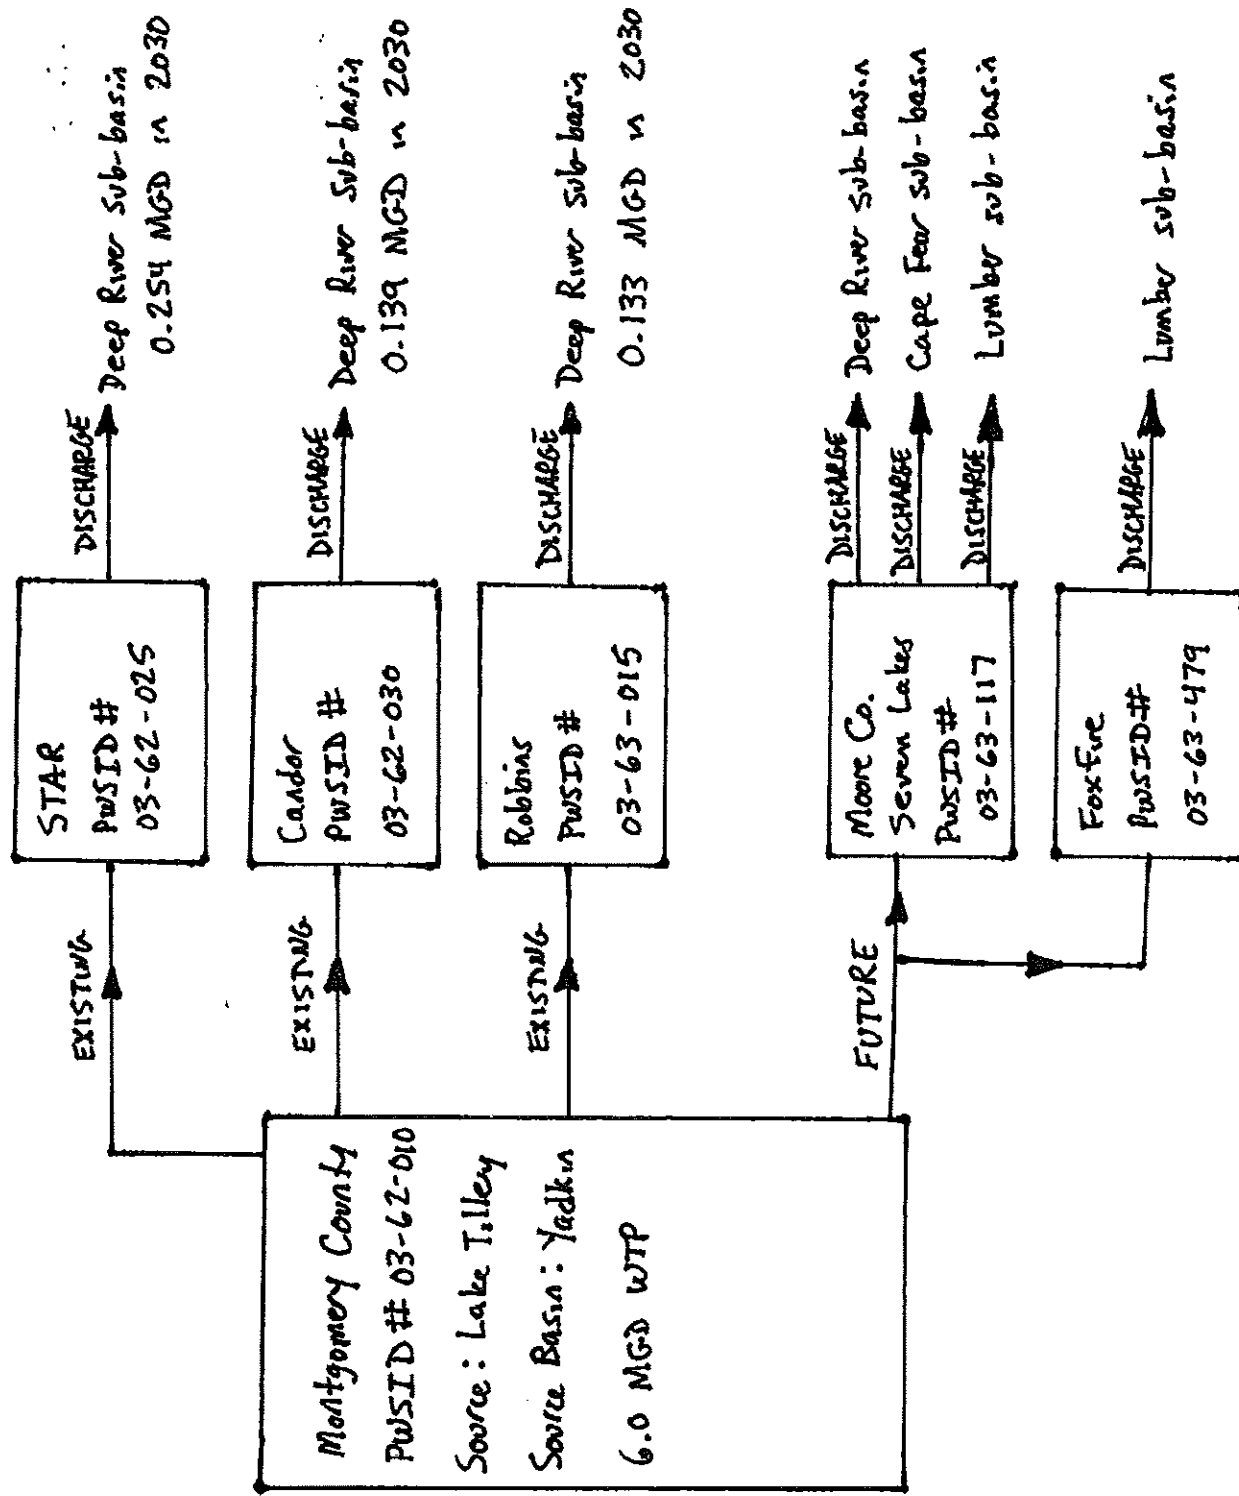 Montgomery County
PWSID # 03-62-010
Source: Lake Tilley
Source Basin: Yadkin
6.0 MGD WTP
EXISTING
STAR
PWSID #
03-62-025
DISCHARGE
Deep River Sub-basin
0.254 MGD in 2030
EXISTING
Candor
PWSID #
03-62-030
DISCHARGE
Deep River Sub-basin
0.139 MGD in 2030
EXISTING
Robbins
PWSID #
03-63-015
DISCHARGE
Deep River Sub-basin
0.133 MGD in 2030
FUTURE
Moore Co.
Seven Lakes
PWSID #
03-63-117
DISCHARGE
Deep River sub-basin
DISCHARGE
Cape Fear sub-basin
DISCHARGE
Lumber sub-basin
Foxfire
PWSID #
03-63-479
DISCHARGE
Lumber sub-basin